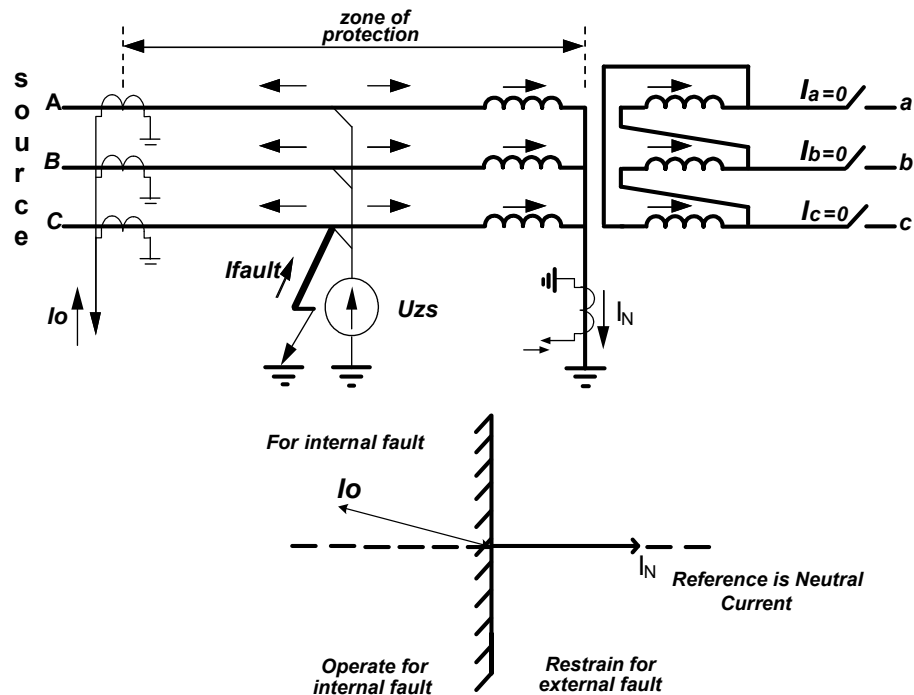 zone of
protection
source
A
Ia=0
a
B
Ib=0
b
C
Ic=0
c
Ifault
Uzs
Io
IN
For internal fault
Io
IN
Reference is Neutral
Current
Operate for
internal fault
Restrain for
external fault